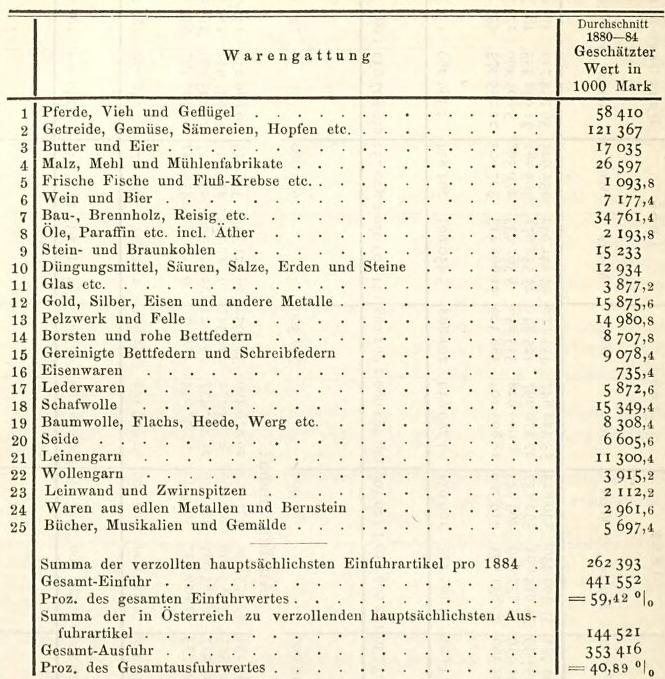 Warengattung
Durchschnitt
1880—84
Geschätzter
Wert in
1000 Mark
1 Pferde, Vieh und Geflügel . . . . . . . . . . . . 58 410
2 Getreide, Gemüse, Sämereien, Hopfen etc. . . . . . . . 121 367
3 Butter und Eier . . . . . . . . . . . . 17 035
4 Malz, Mehl und Mühlenfabrikate . . . . . . . . . . 26 597
5 Frische Fische und Fluß-Krebse etc. . . . . . . . . . 1 093,8
6 Wein und Bier . . . . . . . . . . . . 7 177,4
7 Bau-, Brennholz, Reisig etc. . . . . . . . . . . . 34 761,4
8 Öle, Paraffin etc. incl. Äther . . . . . . . . . . . 2 193,8
9 Stein- und Braunkohlen . . . . . . . . . . . . 15 233
10 Düngungsmittel, Säuren, Salze, Erden und Steine . . . . . 12 934
11 Glas etc. . . . . . . . . . . . . 3 877,2
12 Gold, Silber, Eisen und andere Metalle . . . . . . . . 15 875,6
13 Pelzwerk und Felle . . . . . . . . . . . . 14 980,8
14 Borsten und rohe Bettfedern . . . . . . . . . . . 8 707,8
15 Gereinigte Bettfedern und Schreibfedern . . . . . . . . 9 078,4
16 Eisenwaren . . . . . . . . . . . . 735,4
17 Lederwaren . . . . . . . . . . . . 5 872,6
18 Schafwolle . . . . . . . . . . . . 15 349,4
19 Baumwolle, Flachs, Heede, Werg etc. . . . . . . . . . 8 308,4
20 Seide . . . . . . . . . . . . 6 605,6
21 Leinengarn . . . . . . . . . . . . 11 300,4
22 Wollengarn . . . . . . . . . . . . 3 915,2
23 Leinwand und Zwirnspitzen . . . . . . . . . . . 2 112,2
24 Waren aus edlen Metallen und Bernstein . . . . . . . . 2 961,6
25 Bücher, Musikalien und Gemälde . . . . . . . . . . 5 697,4
Summa der verzollten hauptsächlichsten Einfuhrartikel pro 1884 . 262 393
Gesamt-Einfuhr . . . . . . . . . . . . 441 552
Proz. des gesamten Einfuhrwertes . . . . . . . . . . = 59,42 %
Summa der in Österreich zu verzollenden hauptsächlichsten Aus-
fuhrartikel . . . . . . . . . . . . 144 521
Gesamt-Ausfuhr . . . . . . . . . . . . 353 416
Proz. des Gesamtausfuhrwertes . . . . . . . . . . . = 40,89 %